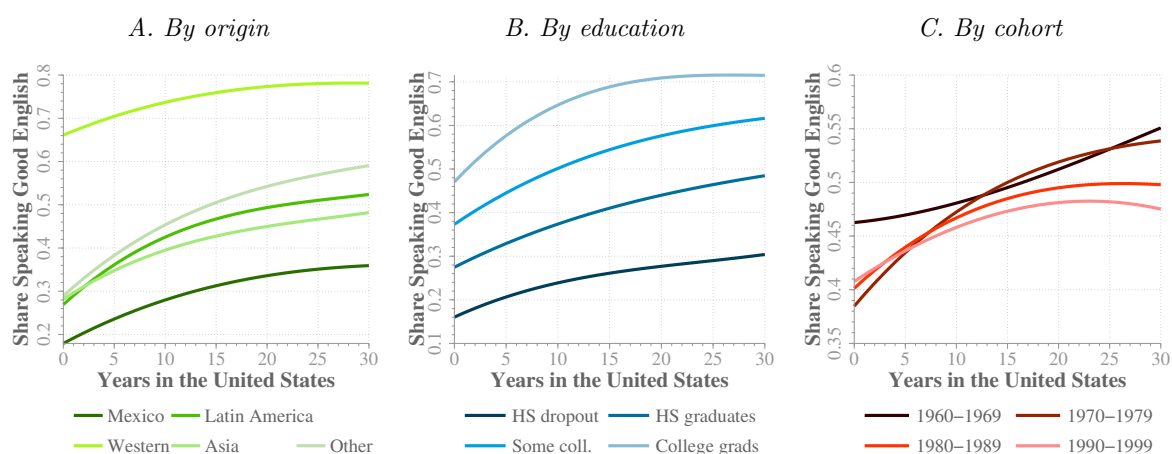 A. By origin
B. By education
C. By cohort
Share Speaking Good English
0.2 0.3 0.4 0.5 0.6 0.7 0.8
0 5 10 15 20 25 30
Years in the United States
Mexico Latin America
Western Asia Other
Share Speaking Good English
0.1 0.2 0.3 0.4 0.5 0.6 0.7
0 5 10 15 20 25 30
Years in the United States
HS dropout HS graduates
Some coll. College grads
Share Speaking Good English
0.35 0.4 0.45 0.5 0.55 0.6
0 5 10 15 20 25 30
Years in the United States
1960–1969 1970–1979
1980–1989 1990–1999